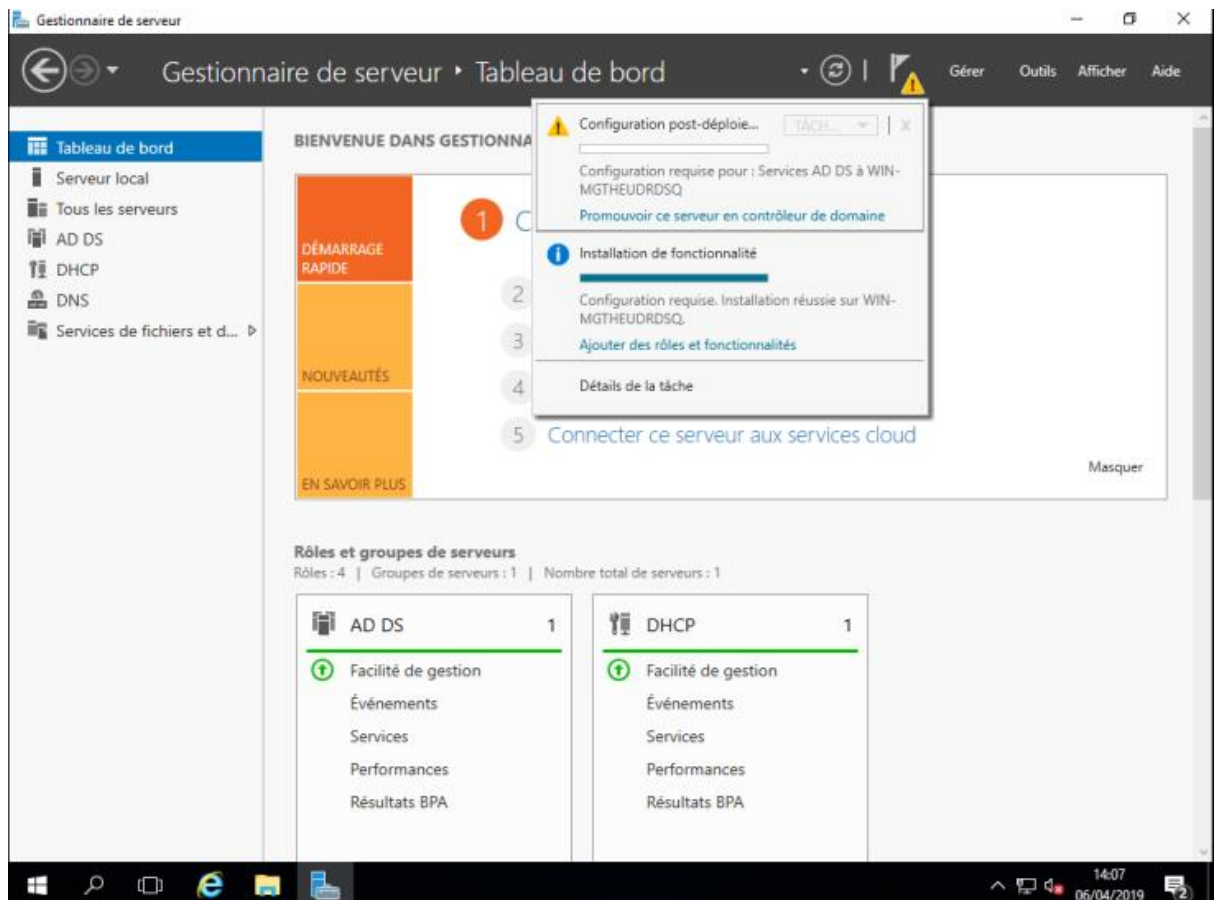 Gestionnaire de serveur
Gestionnaire de serveur ‣ Tableau de bord
Gérer
Outils
Afficher
Aide
Tableau de bord
Serveur local
Tous les serveurs
AD DS
DHCP
DNS
Services de fichiers et d...
BIENVENUE DANS GESTIONNA
DÉMARRAGE
RAPIDE
NOUVEAUTÉS
EN SAVOIR PLUS
1 C
2
3
4
5 Connecter ce serveur aux services cloud
Masquer
Configuration post-déploie...
TÂCH...
X
Configuration requise pour : Services AD DS à WIN-
MGTHEUDRDSQ
Promouvoir ce serveur en contrôleur de domaine
Installation de fonctionnalité
Configuration requise. Installation réussie sur WIN-
MGTHEUDRDSQ.
Ajouter des rôles et fonctionnalités
Détails de la tâche
Rôles et groupes de serveurs
Rôles : 4 | Groupes de serveurs : 1 | Nombre total de serveurs : 1
AD DS 1
Facilité de gestion
Événements
Services
Performances
Résultats BPA
DHCP 1
Facilité de gestion
Événements
Services
Performances
Résultats BPA
14:07
06/04/2019
2